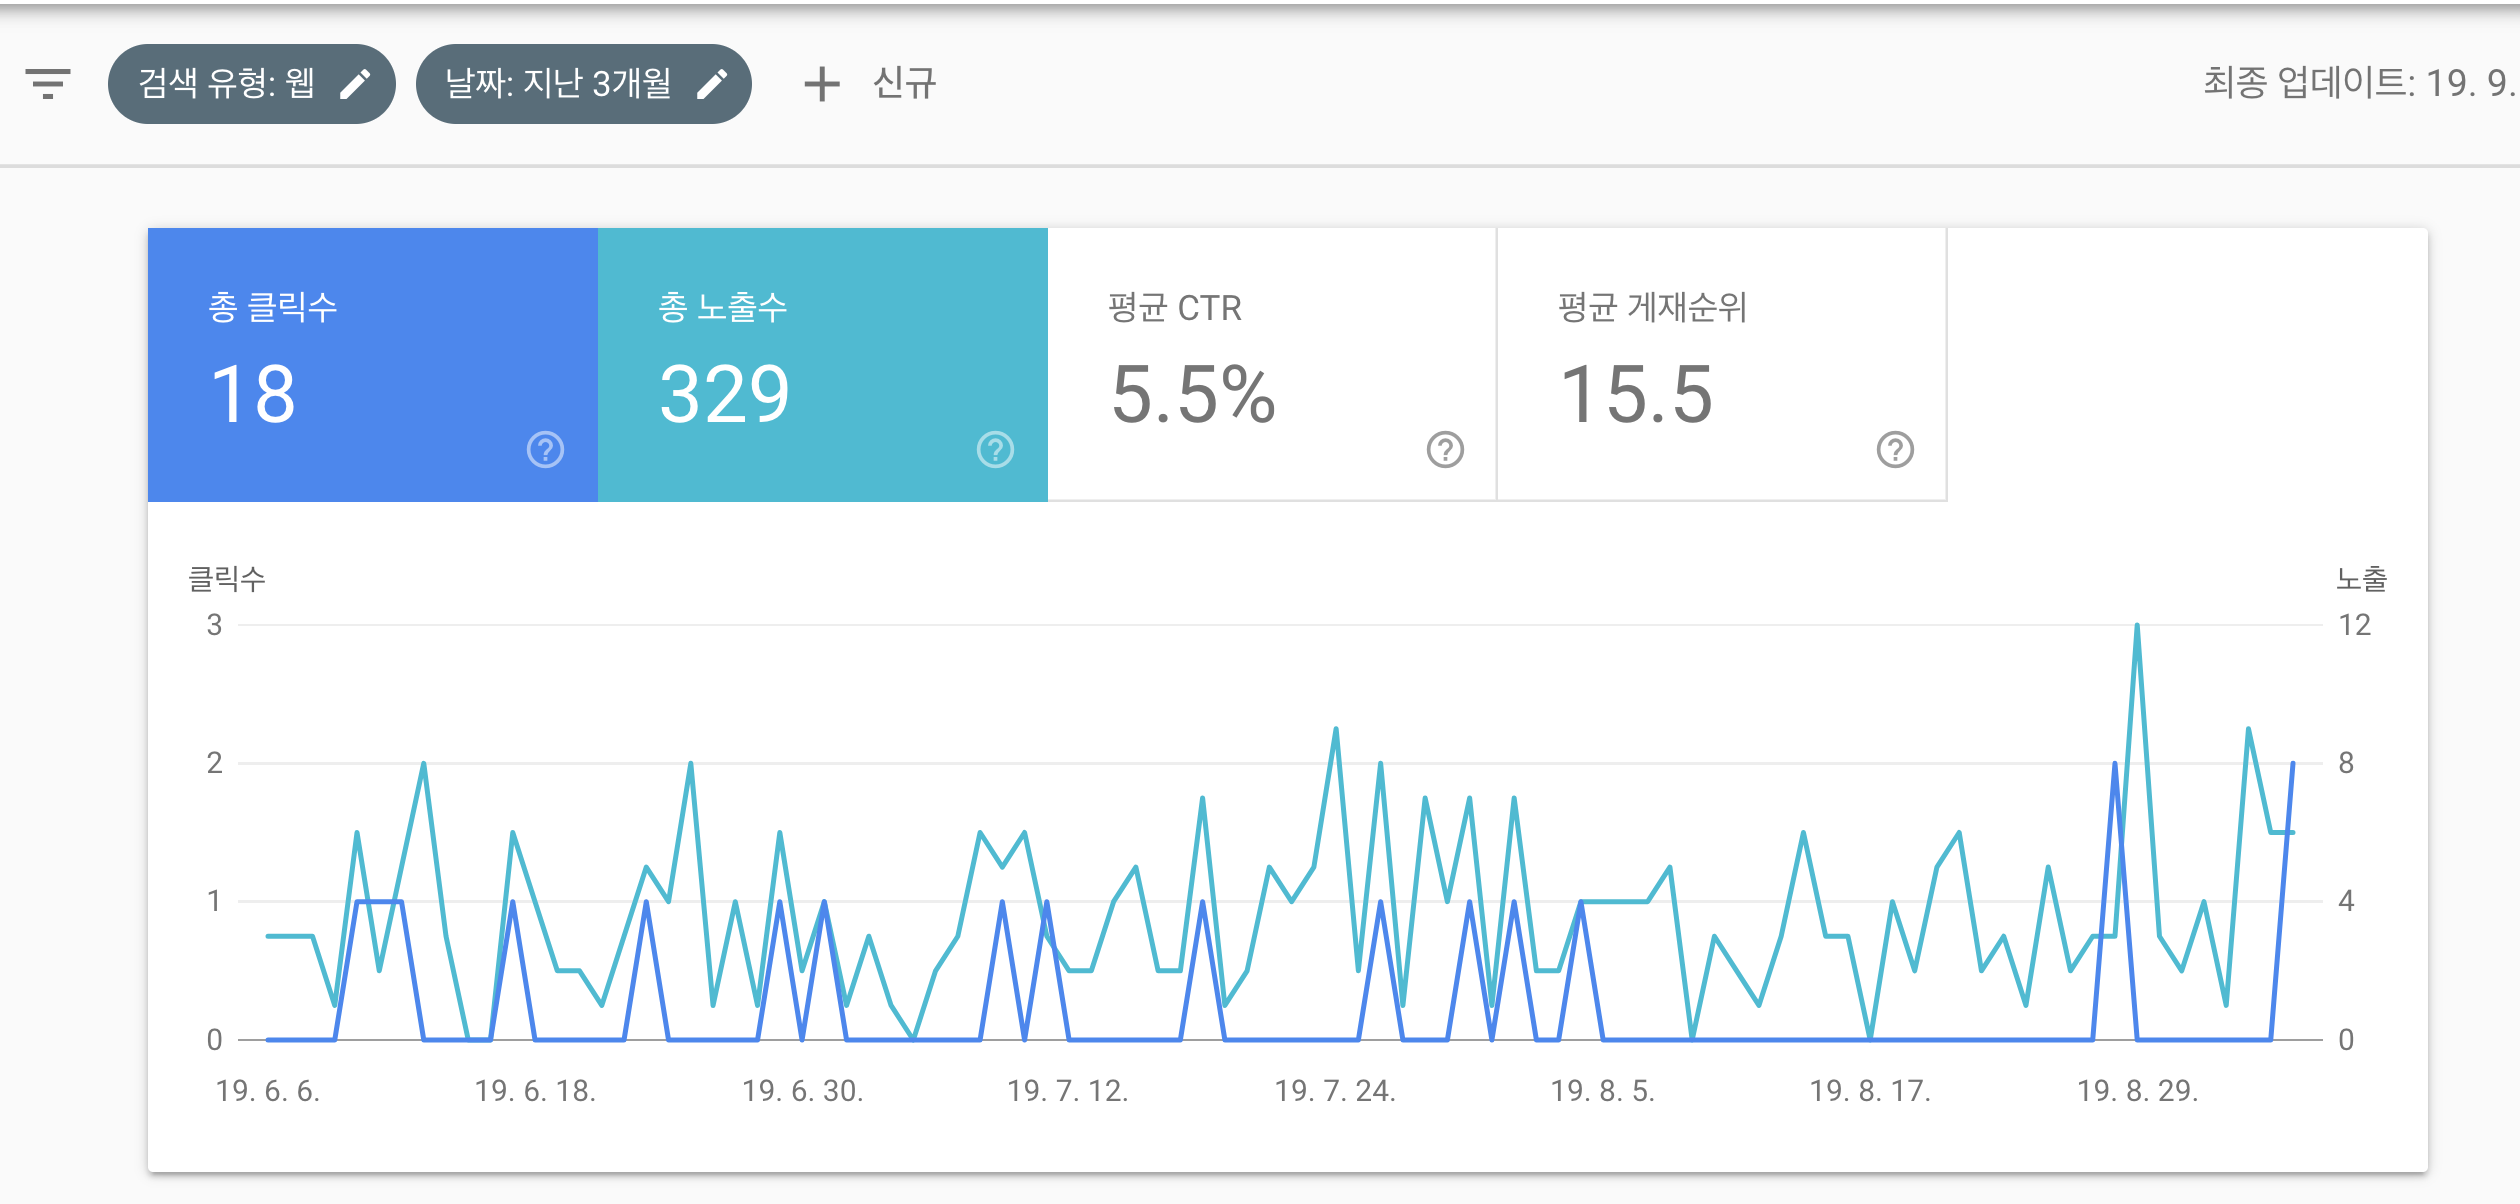 검색 유형: 웹
날짜: 지난 3개월
신규
최종 업데이트: 19. 9.
총 클릭수
18
총 노출수
329
평균 CTR
5.5%
평균 게재순위
15.5
클릭수
노출
3
12
2
8
1
4
0
0
19. 6. 6.
19. 6. 18.
19. 6. 30.
19. 7. 12.
19. 7. 24.
19. 8. 5.
19. 8. 17.
19. 8. 29.